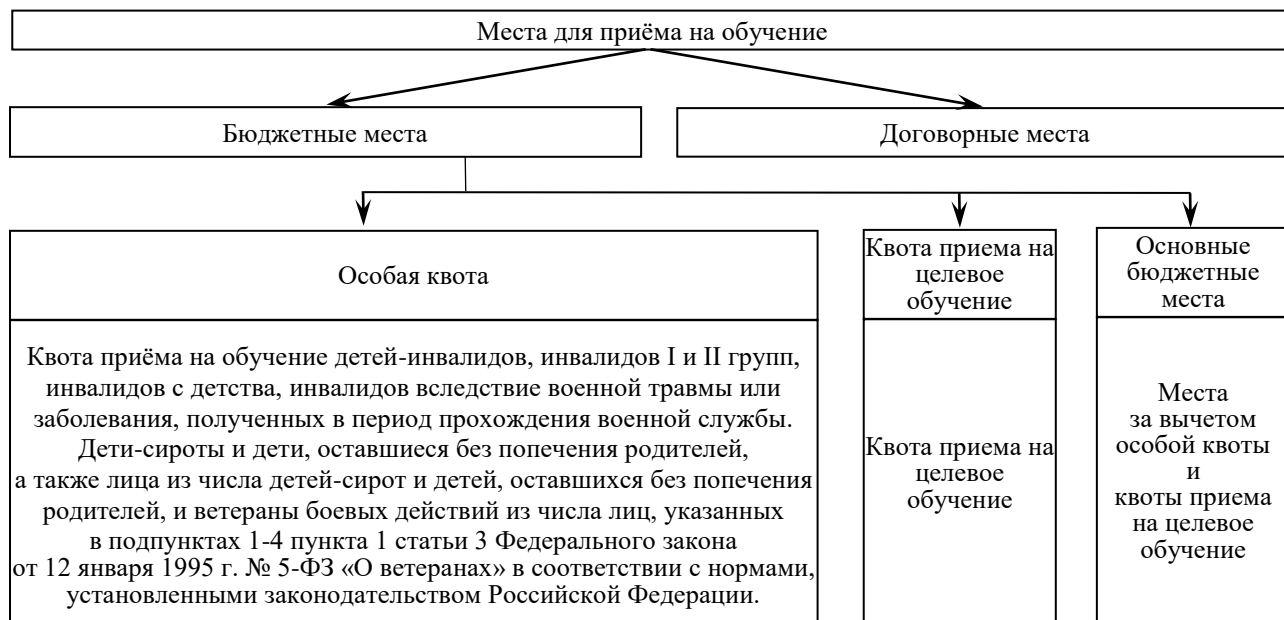 Места для приёма на обучение
Бюджетные места
Договорные места
Особая квота
Квота приема на
целевое
обучение
Основные
бюджетные
места
Квота приёма на обучение детей-инвалидов, инвалидов I и II групп,
инвалидов с детства, инвалидов вследствие военной травмы или
заболевания, полученных в период прохождения военной службы.
Дети-сироты и дети, оставшиеся без попечения родителей,
а также лица из числа детей-сирот и детей, оставшихся без попечения
родителей, и ветераны боевых действий из числа лиц, указанных
в подпунктах 1-4 пункта 1 статьи 3 Федерального закона
от 12 января 1995 г. № 5-ФЗ «О ветеранах» в соответствии с нормами,
установленными законодательством Российской Федерации.
Квота приема на
целевое
обучение
Места
за вычетом
особой квоты
и
квоты приема
на целевое
обучение